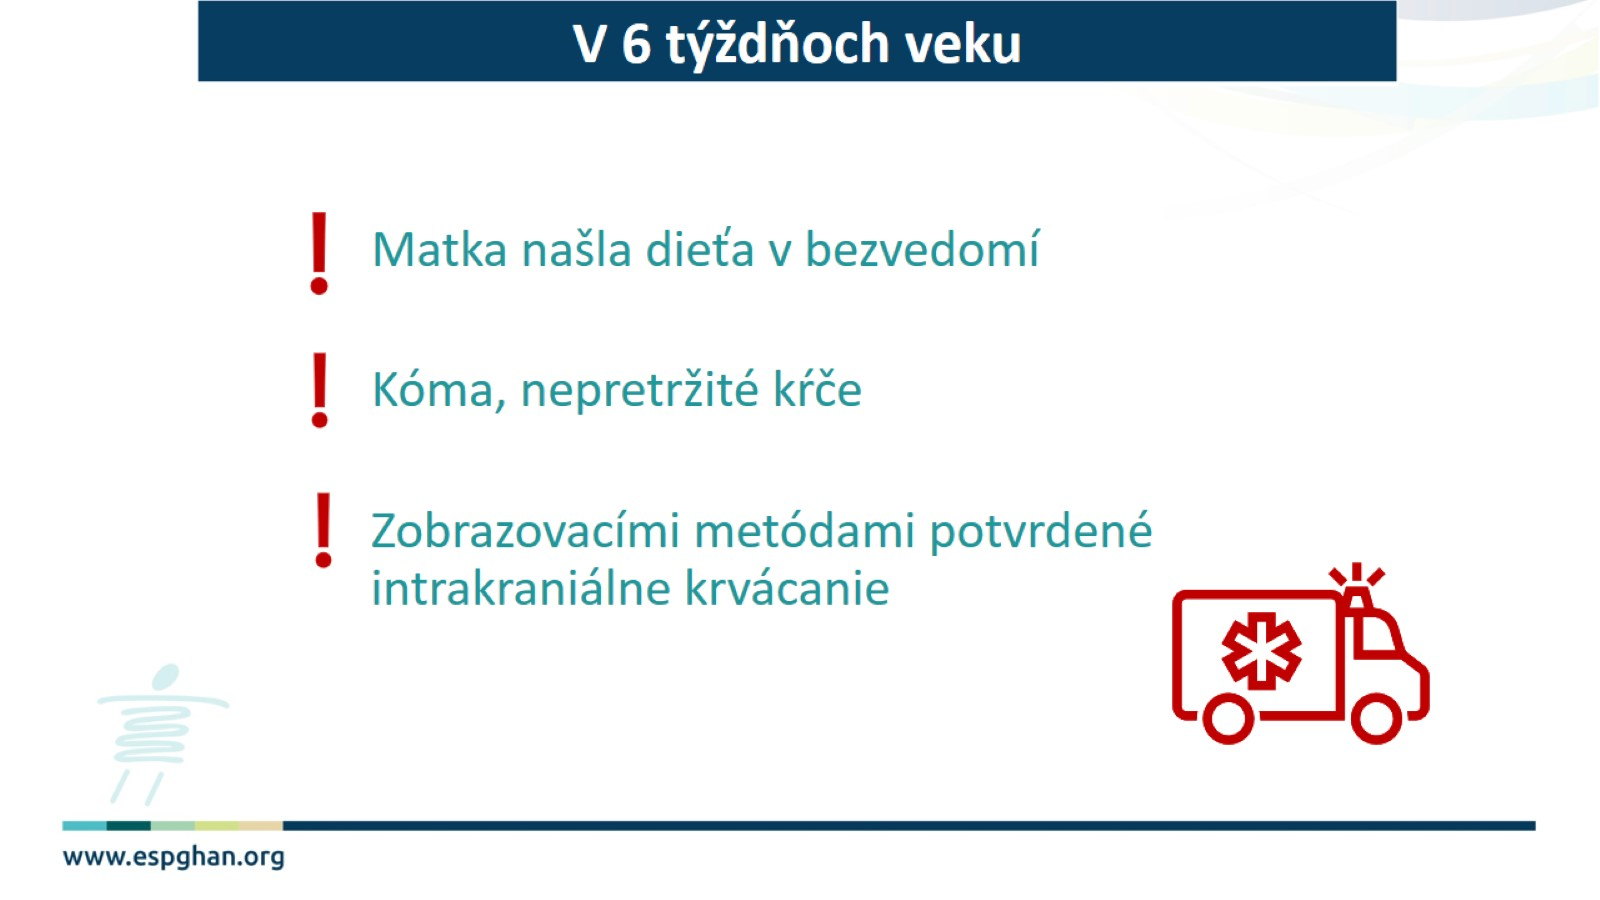 V 6 týždňoch veku
Matka našla dieťa v bezvedomí
Kóma, nepretržité kŕče
Zobrazovacími metódami potvrdené
intrakraniálne krvácanie
www.espghan.org